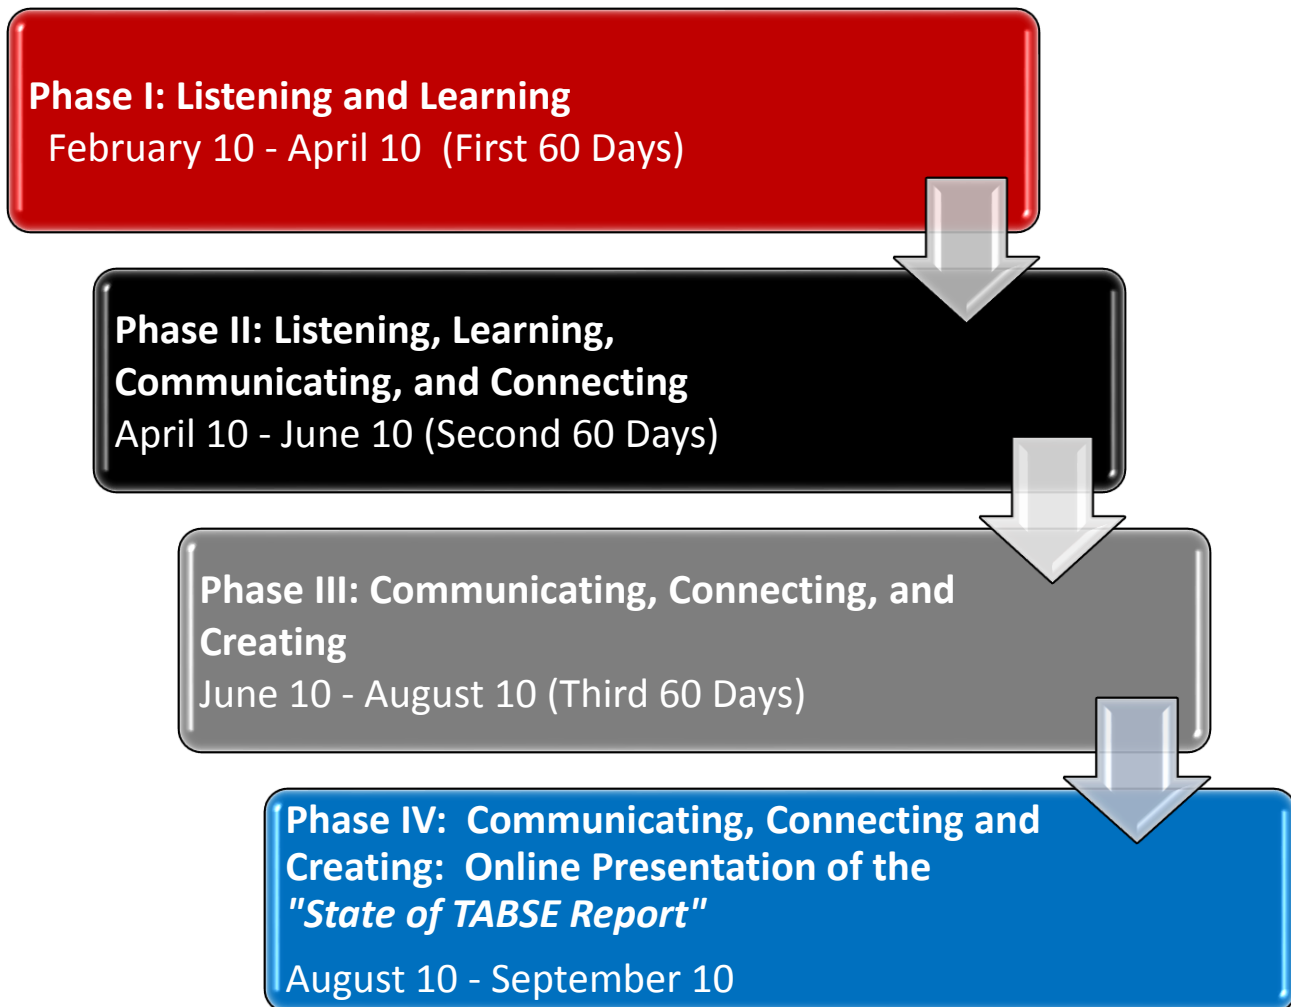 Phase I: Listening and Learning
February 10 - April 10  (First 60 Days)
Phase II: Listening, Learning,
Communicating, and Connecting
April 10 - June 10 (Second 60 Days)
Phase III: Communicating, Connecting, and
Creating
June 10 - August 10 (Third 60 Days)
Phase IV:  Communicating, Connecting and
Creating:  Online Presentation of the
"State of TABSE Report"
August 10 - September 10